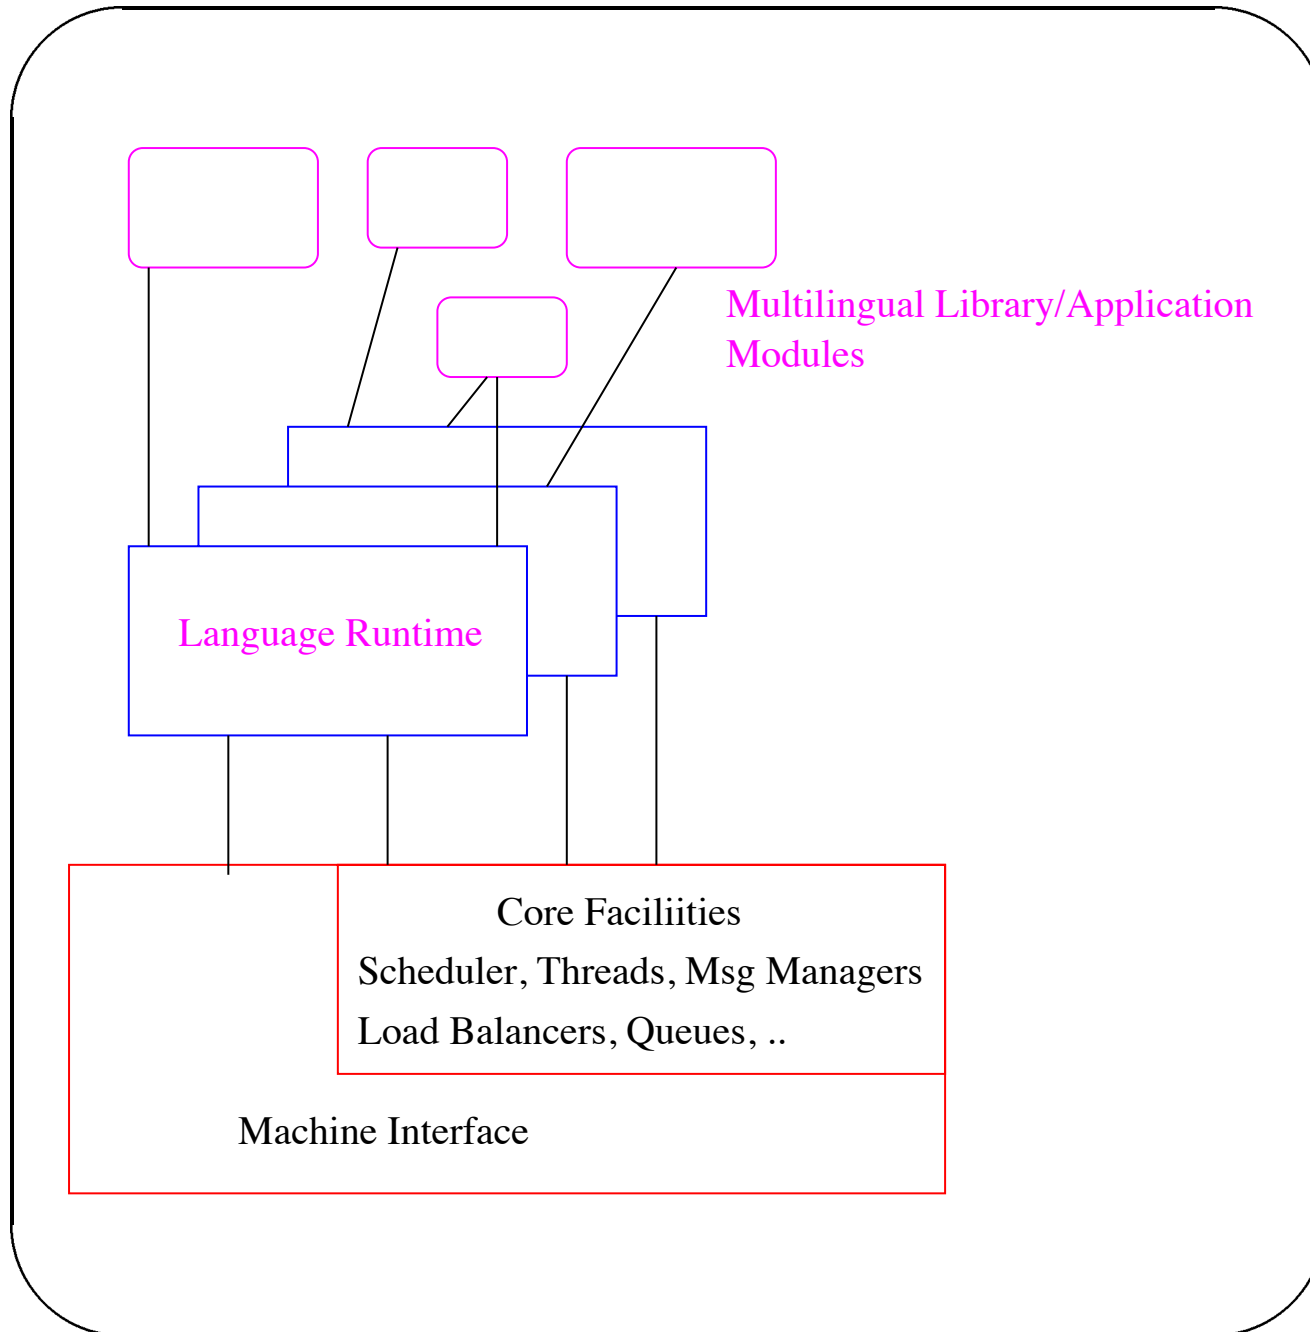 Multilingual Library/Application
Modules
Language Runtime
Core Faciliities
Scheduler, Threads, Msg Managers
Load Balancers, Queues, ..
Machine Interface